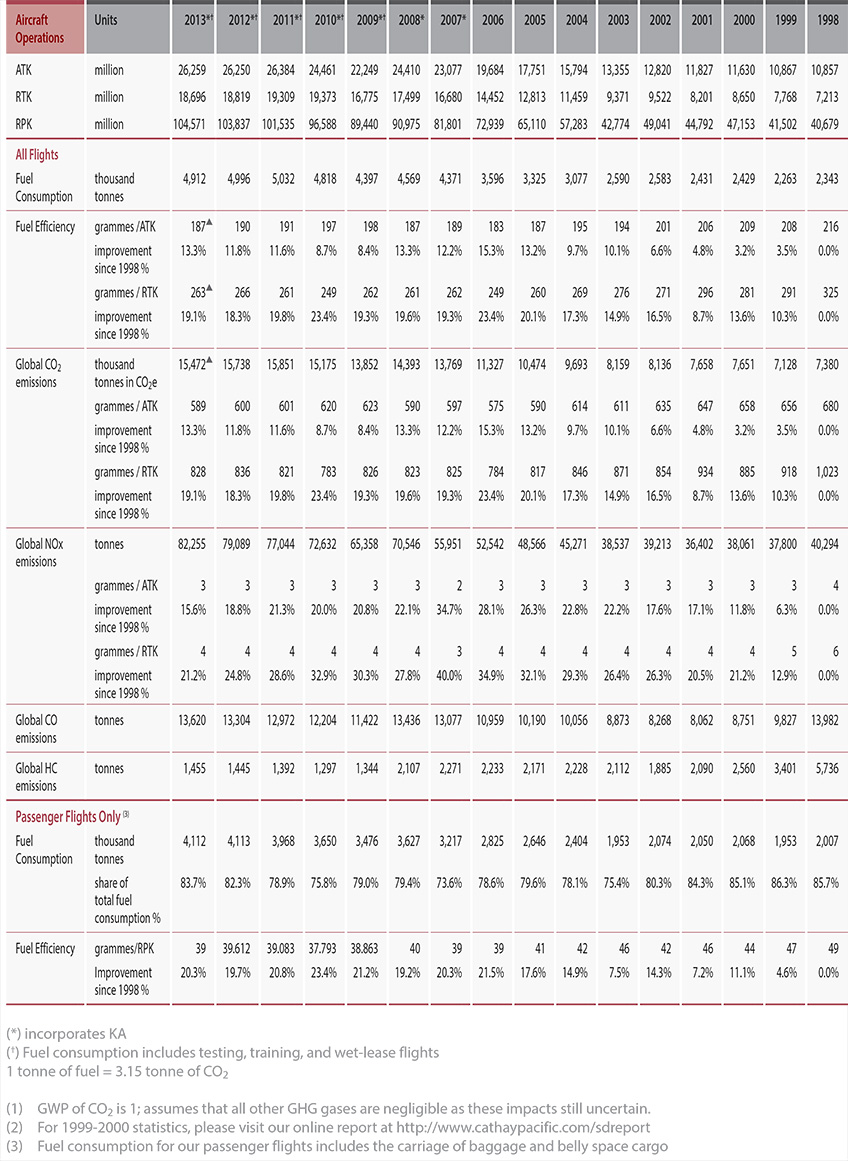 Aircraft Operations Units 2013*† 2012*† 2011*† 2010*† 2009*† 2008* 2007* 2006 2005 2004 2003 2002 2001 2000 1999 1998
ATK million 26,259 26,250 26,384 24,461 22,249 24,410 23,077 19,684 17,751 15,794 13,355 12,820 11,827 11,630 10,867 10,857
RTK million 18,696 18,819 19,309 19,373 16,775 17,499 16,680 14,452 12,813 11,459 9,371 9,522 8,201 8,650 7,768 7,213
RPK million 104,571 103,837 101,535 96,588 89,440 90,975 81,801 72,939 65,110 57,283 42,774 49,041 44,792 47,153 41,502 40,679
All Flights
Fuel Consumption thousand tonnes 4,912 4,996 5,032 4,818 4,397 4,569 4,371 3,596 3,325 3,077 2,590 2,583 2,431 2,429 2,263 2,343
Fuel Efficiency grammes /ATK 187▲ 190 191 197 198 187 189 183 187 195 194 201 206 209 208 216
improvement since 1998 % 13.3% 11.8% 11.6% 8.7% 8.4% 13.3% 12.2% 15.3% 13.2% 9.7% 10.1% 6.6% 4.8% 3.2% 3.5% 0.0%
grammes / RTK 263▲ 266 261 249 262 261 262 249 260 269 276 271 296 281 291 325
improvement since 1998 % 19.1% 18.3% 19.8% 23.4% 19.3% 19.6% 19.3% 23.4% 20.1% 17.3% 14.9% 16.5% 8.7% 13.6% 10.3% 0.0%
Global CO₂ emissions thousand tonnes in CO₂e 15,472▲ 15,738 15,851 15,175 13,852 14,393 13,769 11,327 10,474 9,693 8,159 8,136 7,658 7,651 7,128 7,380
grammes / ATK 589 600 601 620 623 590 597 575 590 614 611 635 647 658 656 680
improvement since 1998 % 13.3% 11.8% 11.6% 8.7% 8.4% 13.3% 12.2% 15.3% 13.2% 9.7% 10.1% 6.6% 4.8% 3.2% 3.5% 0.0%
grammes / RTK 828 836 821 783 826 823 825 784 817 846 871 854 934 885 918 1,023
improvement since 1998 % 19.1% 18.3% 19.8% 23.4% 19.3% 19.6% 19.3% 23.4% 20.1% 17.3% 14.9% 16.5% 8.7% 13.6% 10.3% 0.0%
Global NOx emissions tonnes 82,255 79,089 77,044 72,632 65,358 70,546 55,951 52,542 48,566 45,271 38,537 39,213 36,402 38,061 37,800 40,294
grammes / ATK 3 3 3 3 3 3 2 3 3 3 3 3 3 3 3 4
improvement since 1998 % 15.6% 18.8% 21.3% 20.0% 20.8% 22.1% 34.7% 28.1% 26.3% 22.8% 22.2% 17.6% 17.1% 11.8% 6.3% 0.0%
grammes / RTK 4 4 4 4 4 4 3 4 4 4 4 4 4 4 5 6
improvement since 1998 % 21.2% 24.8% 28.6% 32.9% 30.3% 27.8% 40.0% 34.9% 32.1% 29.3% 26.4% 26.3% 20.5% 21.2% 12.9% 0.0%
Global CO emissions tonnes 13,620 13,304 12,972 12,204 11,422 13,436 13,077 10,959 10,190 10,056 8,873 8,268 8,062 8,751 9,827 13,982
Global HC emissions tonnes 1,455 1,445 1,392 1,297 1,344 2,107 2,271 2,233 2,171 2,228 2,112 1,885 2,090 2,560 3,401 5,736
Passenger Flights Only (3)
Fuel Consumption thousand tonnes 4,112 4,113 3,968 3,650 3,476 3,627 3,217 2,825 2,646 2,404 1,953 2,074 2,050 2,068 1,953 2,007
share of total fuel consumption % 83.7% 82.3% 78.9% 75.8% 79.0% 79.4% 73.6% 78.6% 79.6% 78.1% 75.4% 80.3% 84.3% 85.1% 86.3% 85.7%
Fuel Efficiency grammes/RPK 39 39.612 39.083 37.793 38.863 40 39 39 41 42 46 42 46 44 47 49
Improvement since 1998 % 20.3% 19.7% 20.8% 23.4% 21.2% 19.2% 20.3% 21.5% 17.6% 14.9% 7.5% 14.3% 7.2% 11.1% 4.6% 0.0%
(*) incorporates KA
(†) Fuel consumption includes testing, training, and wet-lease flights
1 tonne of fuel = 3.15 tonne of CO₂
(1) GWP of CO₂ is 1; assumes that all other GHG gases are negligible as these impacts still uncertain.
(2) For 1999-2000 statistics, please visit our online report at http://www.cathaypacific.com/sdreport
(3) Fuel consumption for our passenger flights includes the carriage of baggage and belly space cargo